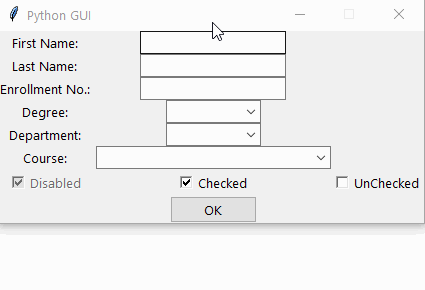 Python GUI
First Name:
Last Name:
Enrollment No.:
Degree:
Department:
Course:
Disabled Checked UnChecked
OK